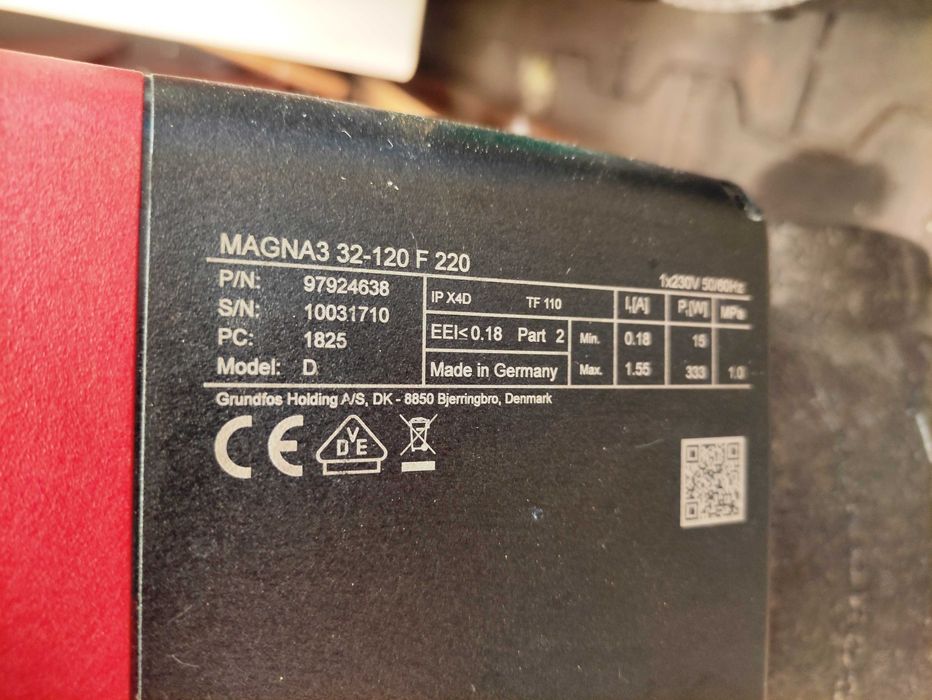 MAGNA3 32-120 F 220
1x230V 50/60Hz
P/N: 97924638
S/N: 10031710
PC: 1825
Model: D
IP X4D TF 110
EEI≤0.18 Part 2
Made in Germany
I₁[A] P₁[W] MPa
Min. 0.18 15
Max. 1.55 333 1.0
Grundfos Holding A/S, DK - 8850 Bjerringbro, Denmark
CE
VDE